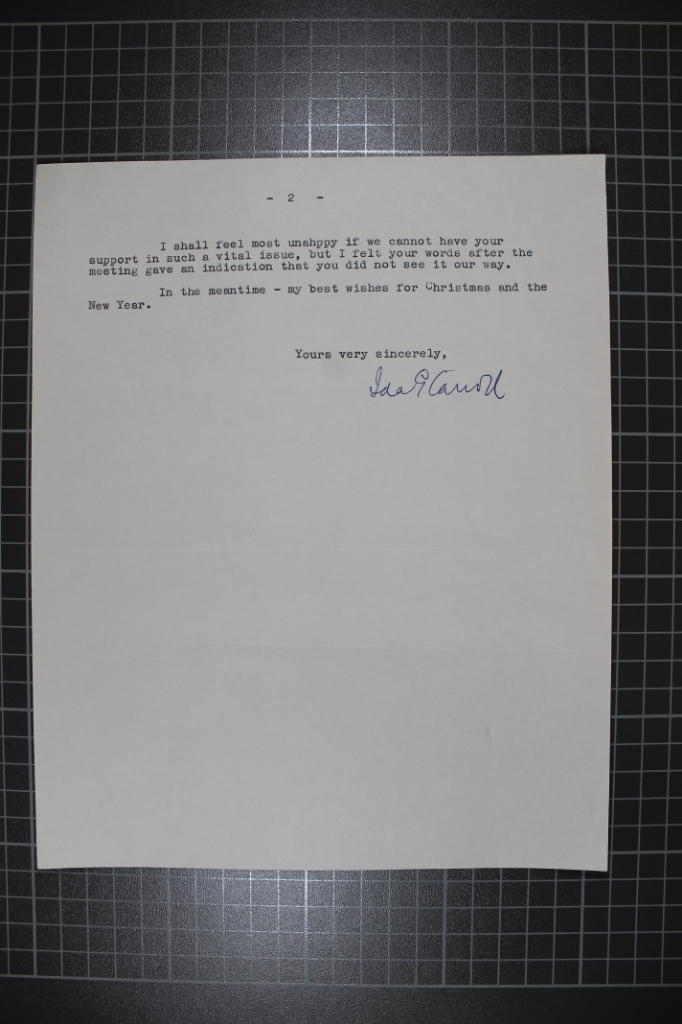 - 2 -
I shall feel most unahppy if we cannot have your
support in such a vital issue, but I felt your words after the
meeting gave an indication that you did not see it our way.
In the meantime - my best wishes for Christmas and the
New Year.
Yours very sincerely,
Ida G Carroll